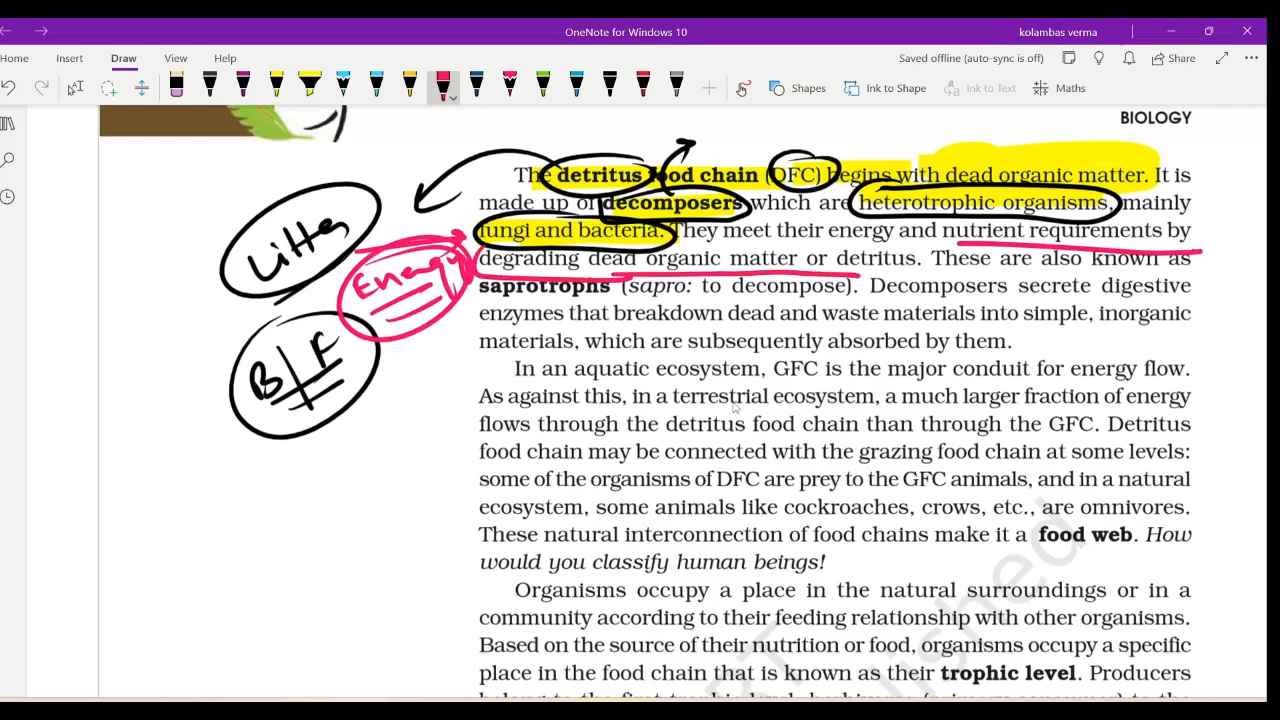 OneNote for Windows 10
kolambas verma
Home Insert Draw View Help
Saved offline (auto-sync is off) Share
Shapes Ink to Shape Ink to Text Maths
BIOLOGY
The detritus food chain (DFC) begins with dead organic matter. It is
made up of decomposers which are heterotrophic organisms, mainly
fungi and bacteria. They meet their energy and nutrient requirements by
degrading dead organic matter or detritus. These are also known as
saprotrophs (sapro: to decompose). Decomposers secrete digestive
enzymes that breakdown dead and waste materials into simple, inorganic
materials, which are subsequently absorbed by them.
Energy
B F
In an aquatic ecosystem, GFC is the major conduit for energy flow.
As against this, in a terrestrial ecosystem, a much larger fraction of energy
flows through the detritus food chain than through the GFC. Detritus
food chain may be connected with the grazing food chain at some levels:
some of the organisms of DFC are prey to the GFC animals, and in a natural
ecosystem, some animals like cockroaches, crows, etc., are omnivores.
These natural interconnection of food chains make it a food web. How
would you classify human beings!
Organisms occupy a place in the natural surroundings or in a
community according to their feeding relationship with other organisms.
Based on the source of their nutrition or food, organisms occupy a specific
place in the food chain that is known as their trophic level. Producers